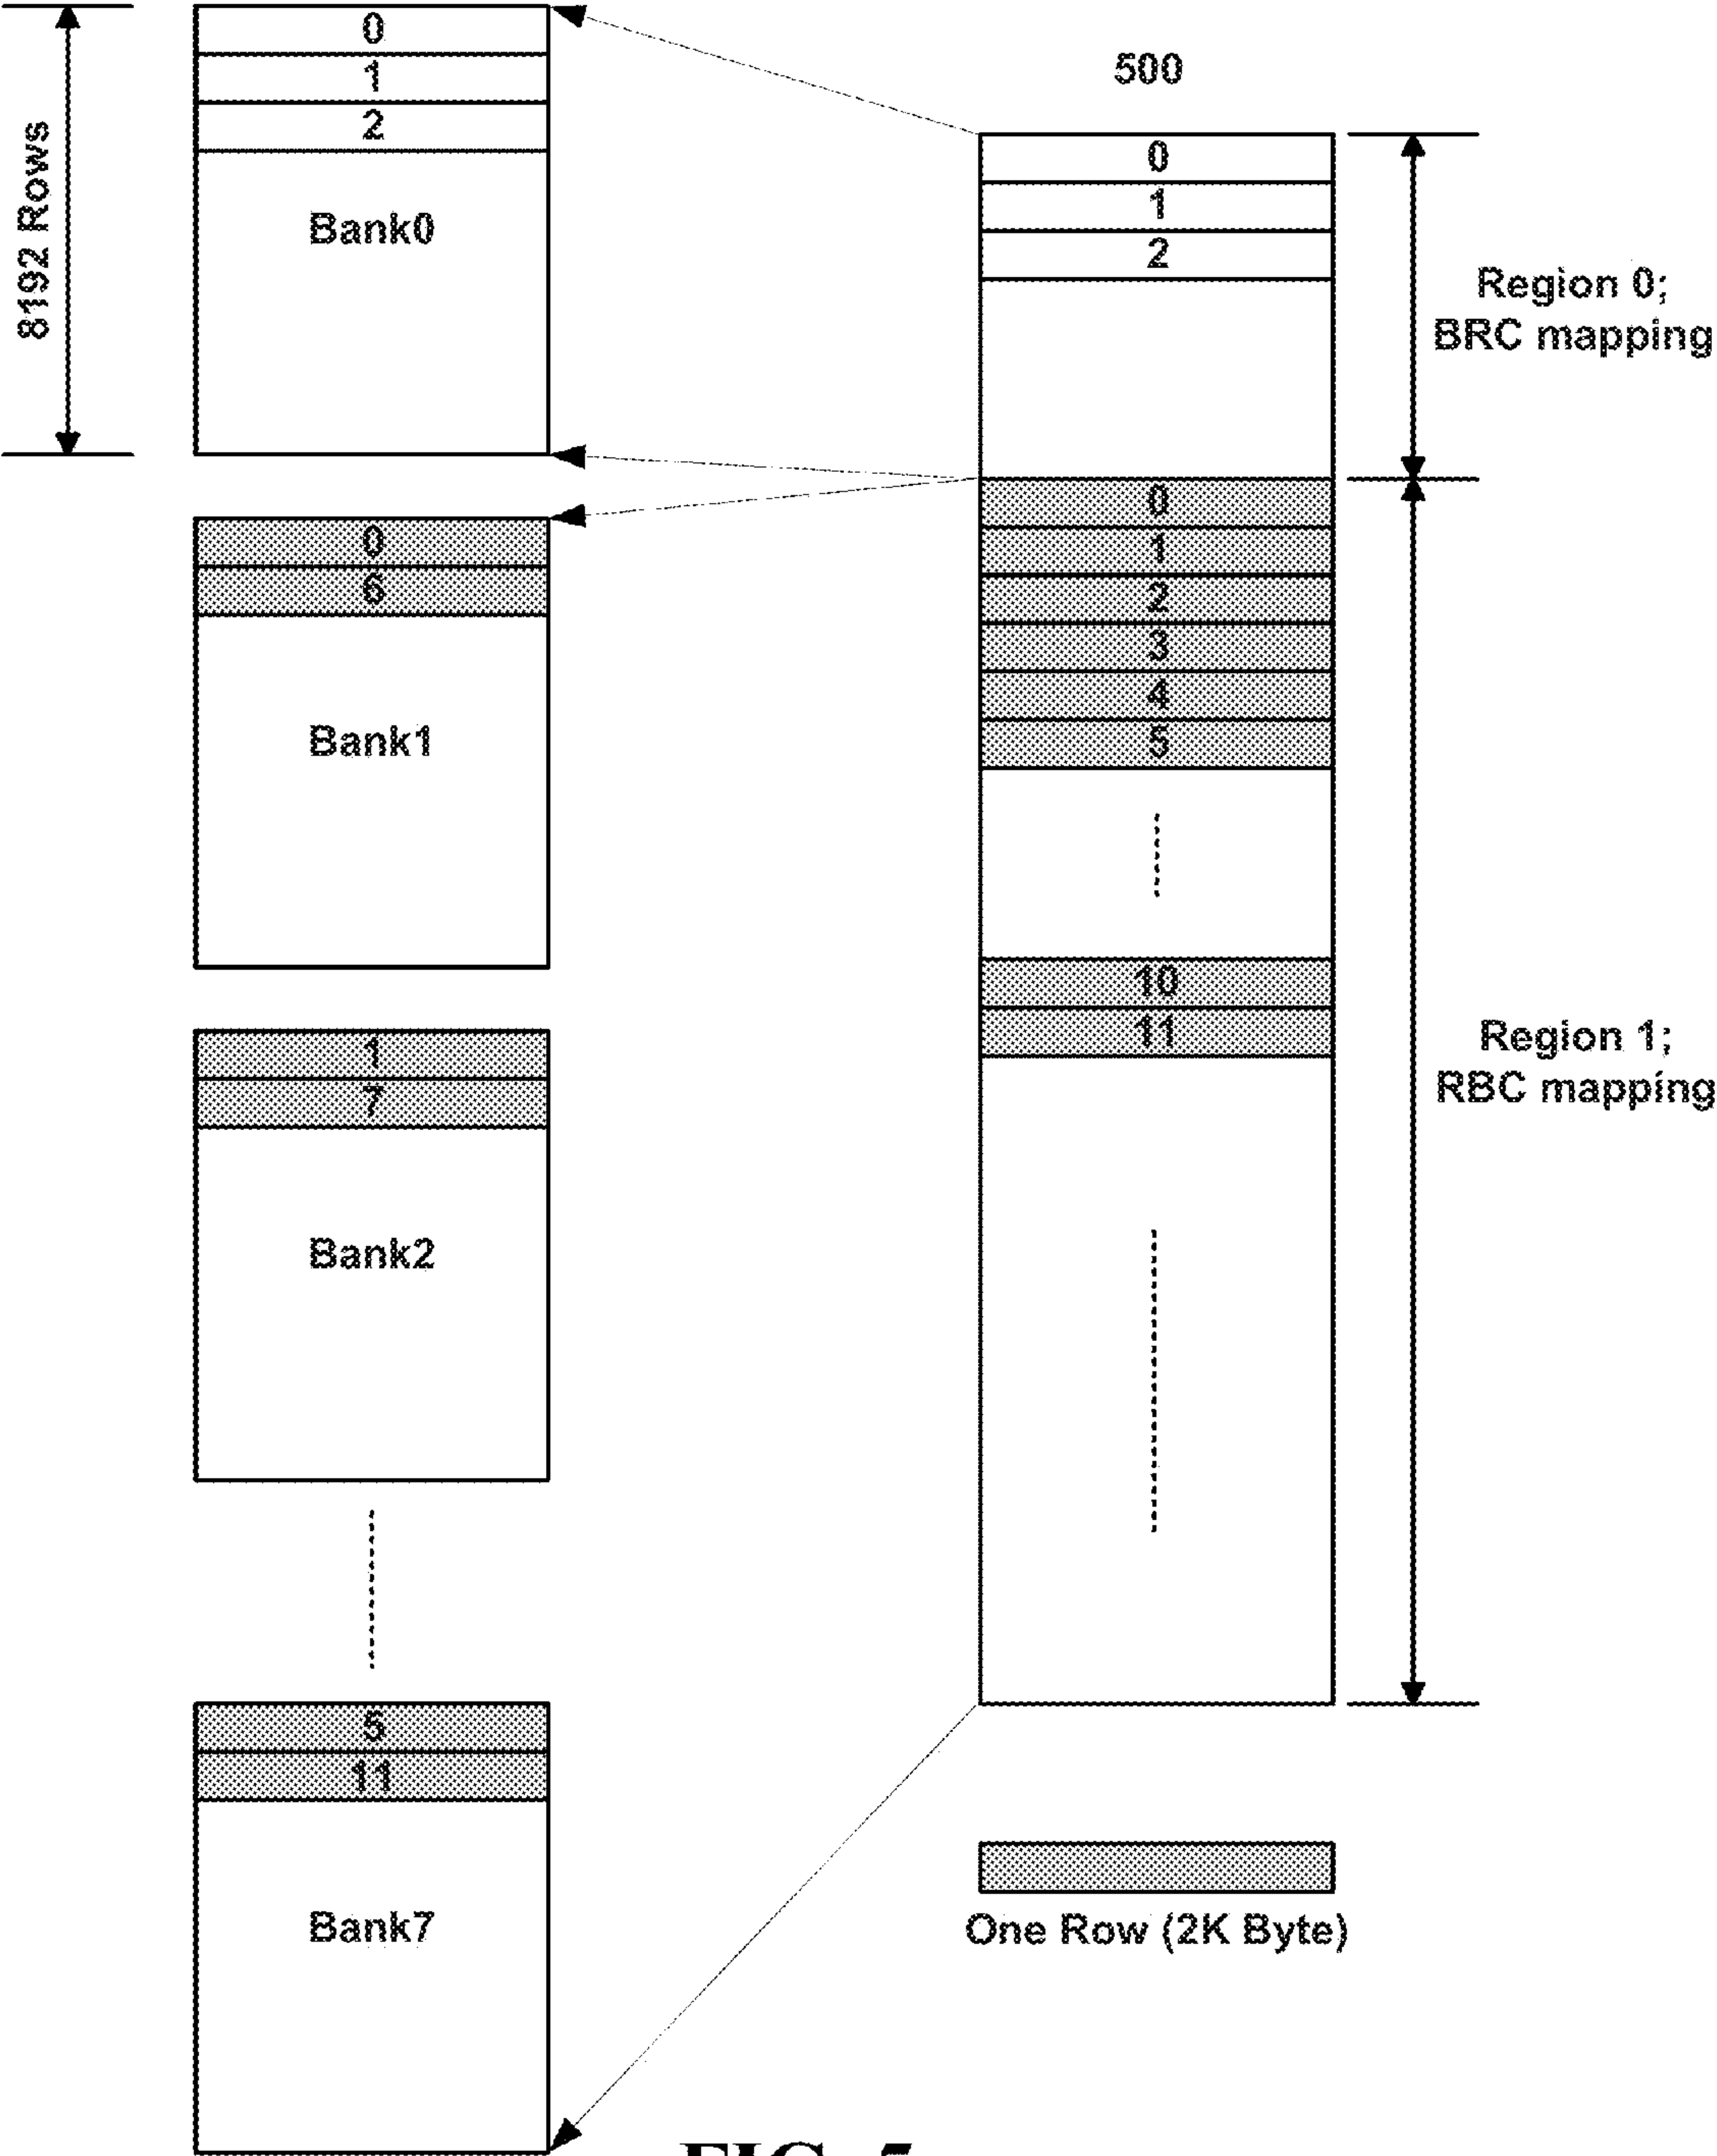 8192 Rows
0
1
2
Bank0
0
6
Bank1
1
7
Bank2
5
11
Bank7
500
0
1
2
0
1
2
3
4
5
10
11
Region 0;
BRC mapping
Region 1;
RBC mapping
One Row (2K Byte)
FIG.